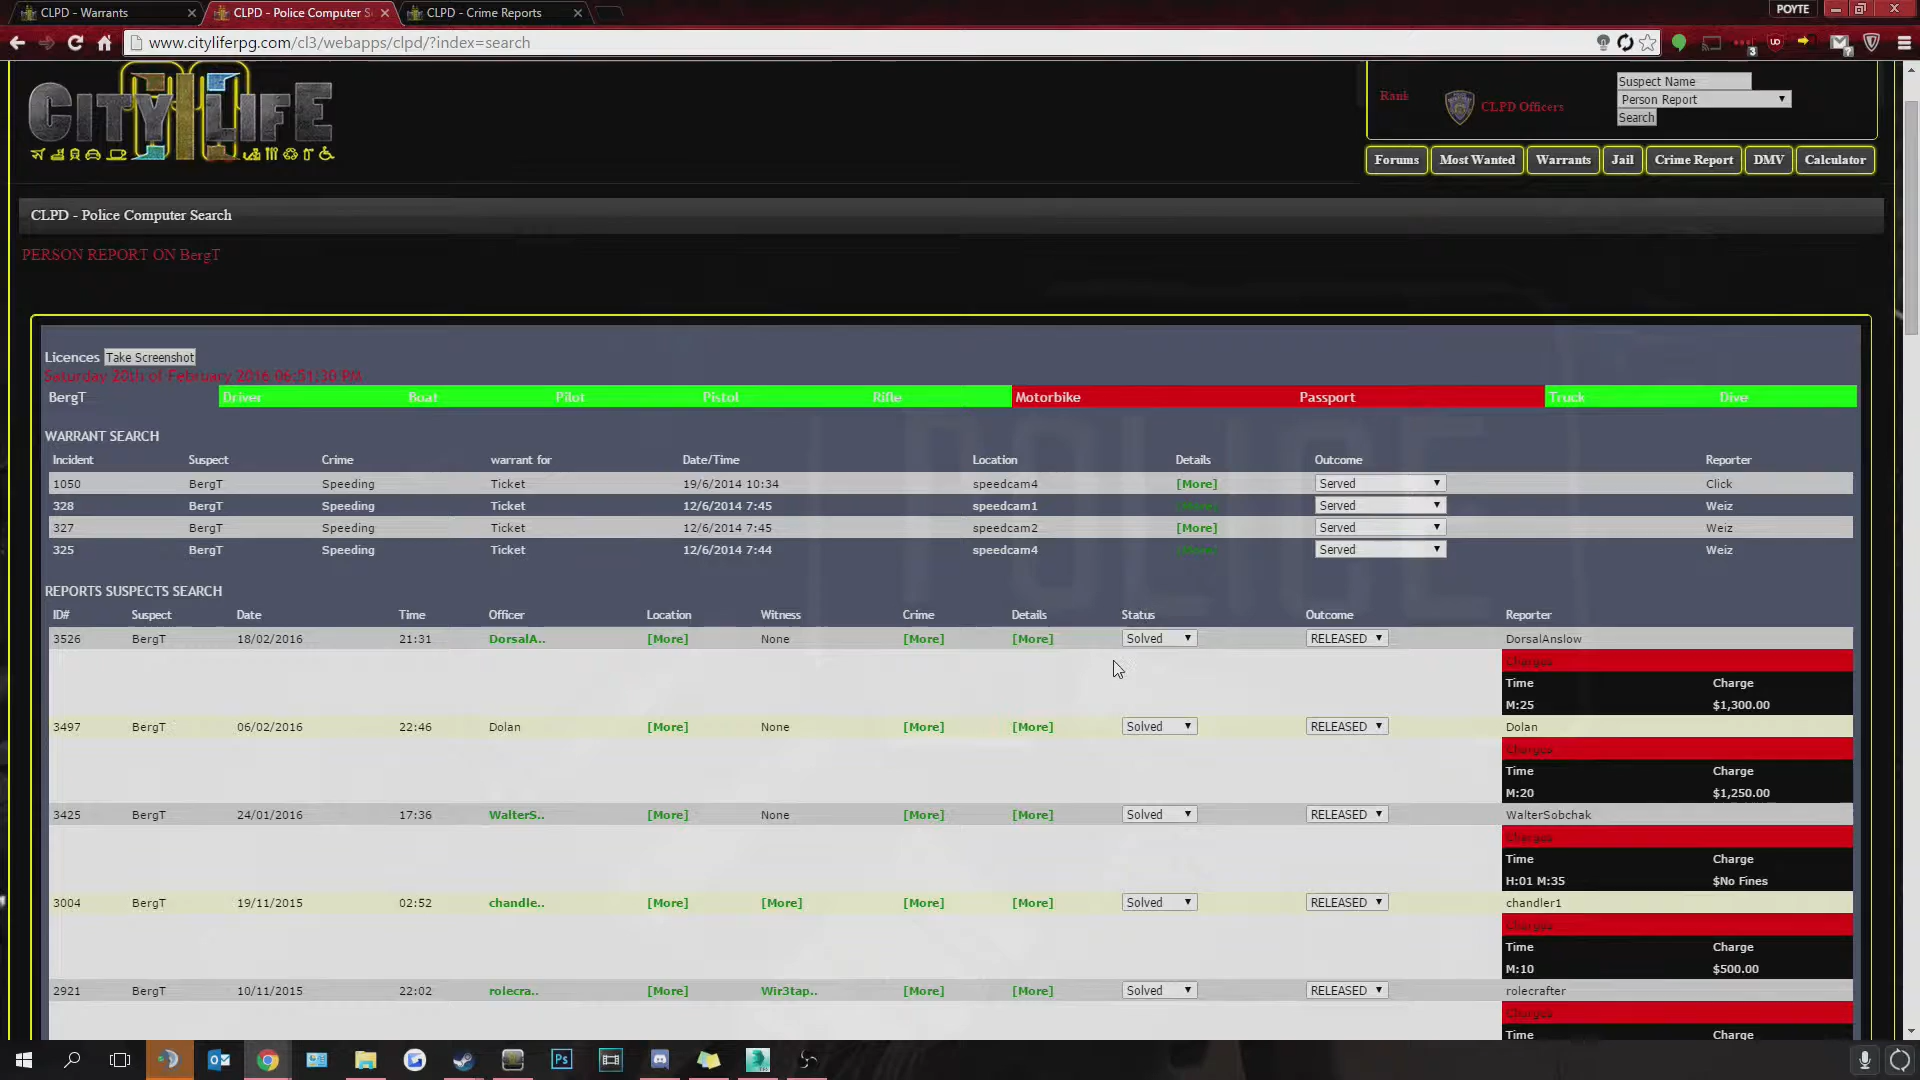 CLPD - Warrants
CLPD - Police Computer S
CLPD - Crime Reports
POYTE
www.cityliferpg.com/cl3/webapps/clpd/?index=search
CITY LIFE
Rank
CLPD Officers
Suspect Name
Person Report
Search
Forums Most Wanted Warrants Jail Crime Report DMV Calculator
CLPD - Police Computer Search
PERSON REPORT ON BergT
Licences Take Screenshot
Saturday 20th of February 2016 06:51:30 PM
BergT Driver Boat Pilot Pistol Rifle Motorbike Passport Truck Dive
WARRANT SEARCH
Incident Suspect Crime warrant for Date/Time Location Details Outcome Reporter
1050 BergT Speeding Ticket 19/6/2014 10:34 speedcam4 [More] Served Click
328 BergT Speeding Ticket 12/6/2014 7:45 speedcam1 [More] Served Weiz
327 BergT Speeding Ticket 12/6/2014 7:45 speedcam2 [More] Served Weiz
325 BergT Speeding Ticket 12/6/2014 7:44 speedcam4 [More] Served Weiz
REPORTS SUSPECTS SEARCH
ID# Suspect Date Time Officer Location Witness Crime Details Status Outcome Reporter
3526 BergT 18/02/2016 21:31 DorsalA.. [More] None [More] [More] Solved RELEASED DorsalAnslow
Charges
Time Charge
M:25 $1,300.00
3497 BergT 06/02/2016 22:46 Dolan [More] None [More] [More] Solved RELEASED Dolan
Charges
Time Charge
M:20 $1,250.00
3425 BergT 24/01/2016 17:36 WalterS.. [More] None [More] [More] Solved RELEASED WalterSobchak
Charges
Time Charge
H:01 M:35 $No Fines
3004 BergT 19/11/2015 02:52 chandle.. [More] [More] [More] [More] Solved RELEASED chandler1
Charges
Time Charge
M:10 $500.00
2921 BergT 10/11/2015 22:02 rolecra.. [More] Wir3tap.. [More] [More] Solved RELEASED rolecrafter
Charges
Time Charge
POLICE